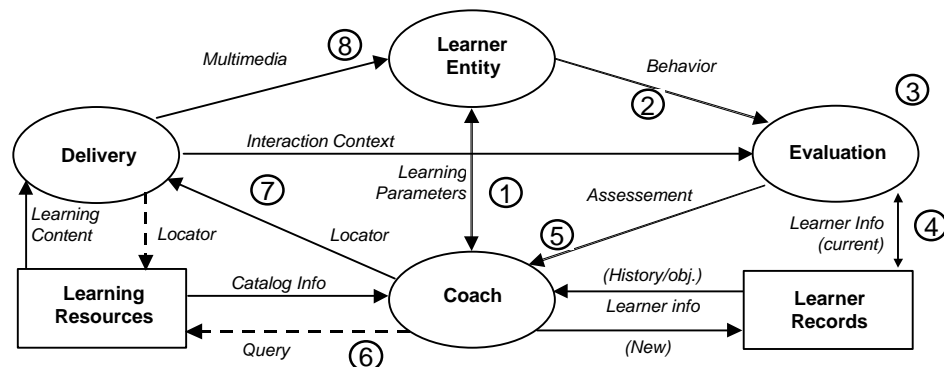 8
Multimedia
Learner
Entity
Behavior
2
3
Delivery
Interaction Context
Evaluation
Learning
Parameters
1
7
Assessement
Learning
Content
Locator
Locator
5
Learner Info
(current)
4
Learning
Resources
Catalog Info
Coach
(History/obj.)
Learner info
Learner
Records
Query
6
(New)